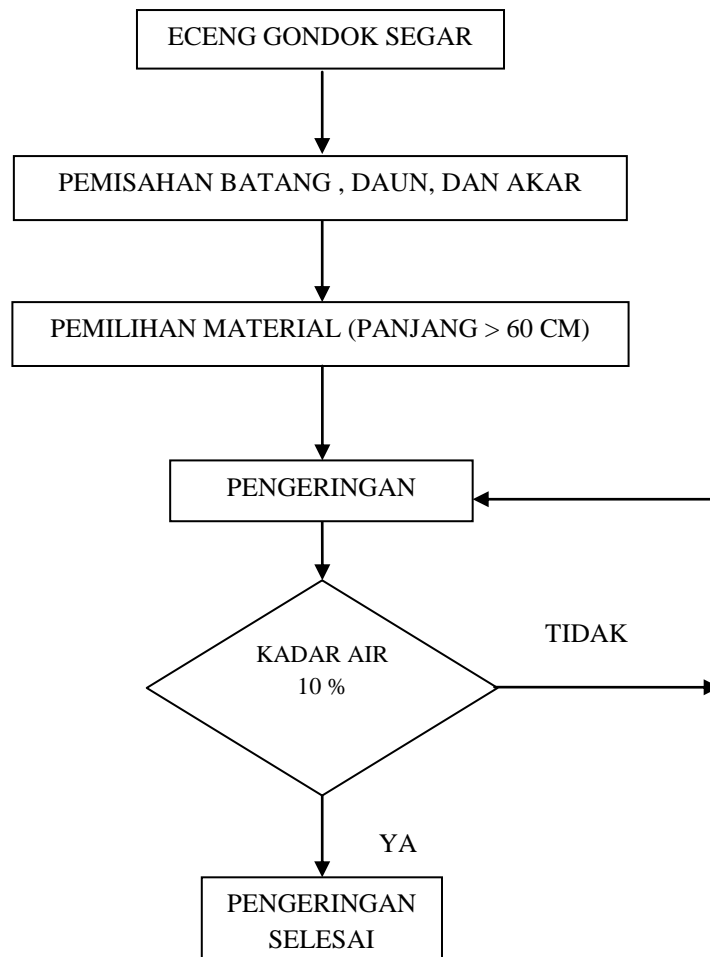 ECENG GONDOK SEGAR
PEMISAHAN BATANG , DAUN, DAN AKAR
PEMILIHAN MATERIAL (PANJANG > 60 CM)
PENGERINGAN
KADAR AIR
10 %
TIDAK
YA
PENGERINGAN
SELESAI